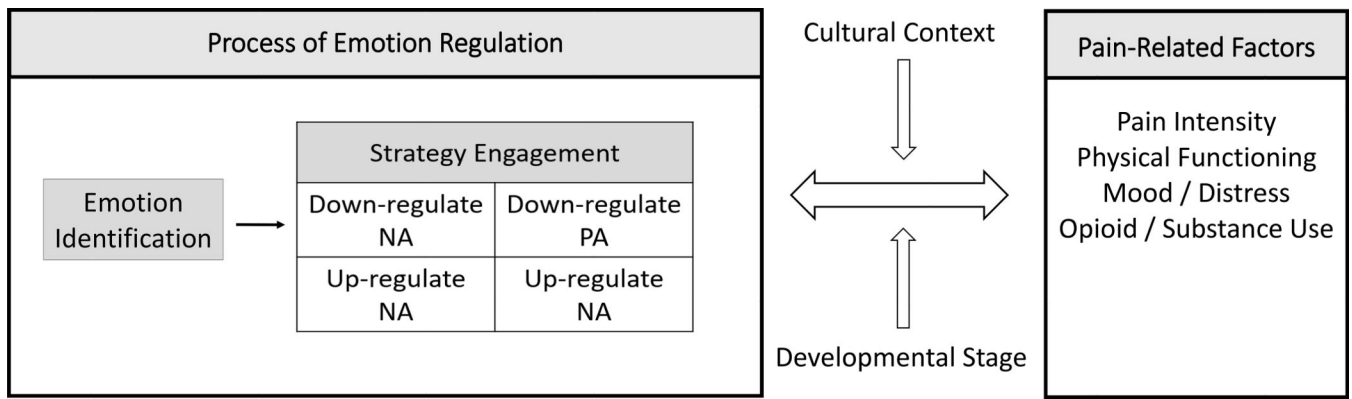 Process of Emotion Regulation
Emotion
Identification
Strategy Engagement
Down-regulate
NA
Down-regulate
PA
Up-regulate
NA
Up-regulate
NA
Cultural Context
Developmental Stage
Pain-Related Factors
Pain Intensity
Physical Functioning
Mood / Distress
Opioid / Substance Use